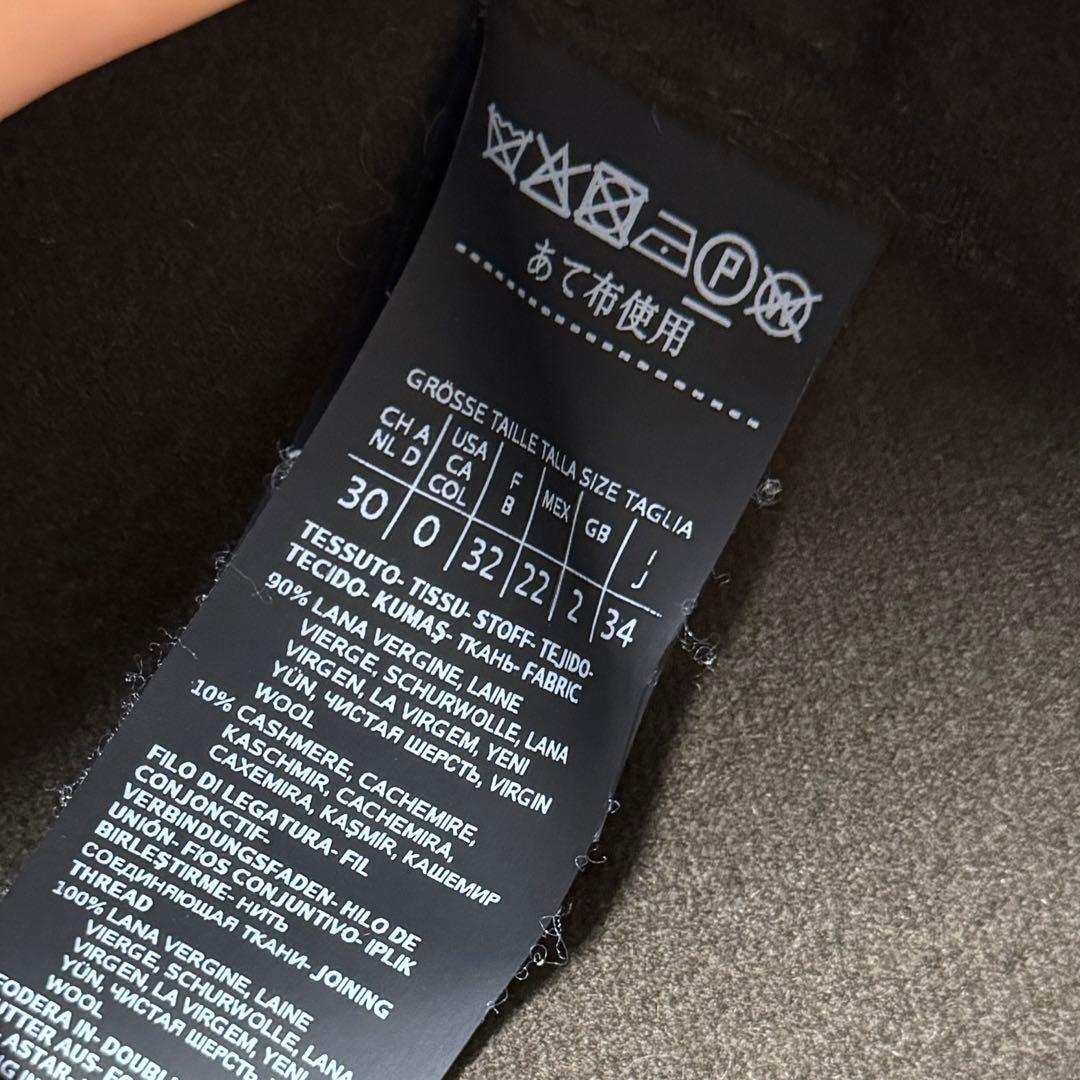 P W
あて布使用
GRÖSSE TAILLE TALLA SIZE TAGLIA
CH A USA F MEX GB I
NL D CA B J
COL
30 0 32 22 2 34
TESSUTO- TISSU- STOFF- TEJIDO-
TECIDO- KUMAŞ- ТКАНЬ- FABRIC
90% LANA VERGINE, LAINE
VIERGE, SCHURWOLLE, LANA
VIRGEN, LA VIRGEM, YENI
YÜN, ЧИСТАЯ ШЕРСТЬ, VIRGIN
WOOL
10% CASHMERE, CACHEMIRE,
KASCHMIR, CACHEMIRA,
CAXEMIRA, KAŞMİR, КАШЕМИР
FILO DI LEGATURA- FIL
CONJONCTIF-
VERBINDUNGSFADEN- HILO DE
UNIÓN- FIOS CONJUNTIVO- IPLIK
BIRLEŞTIRME- НИТЬ
СОЕДИНЯЮЩАЯ ТКАНИ- JOINING
THREAD
100% LANA VERGINE, LAINE
VIERGE, SCHURWOLLE, LANA
VIRGEN, LA VIRGEM, YENI
YÜN, ЧИСТАЯ ШЕРСТЬ,
WOOL
FODERA IN- DOUBL
AUS-
ASTAR-